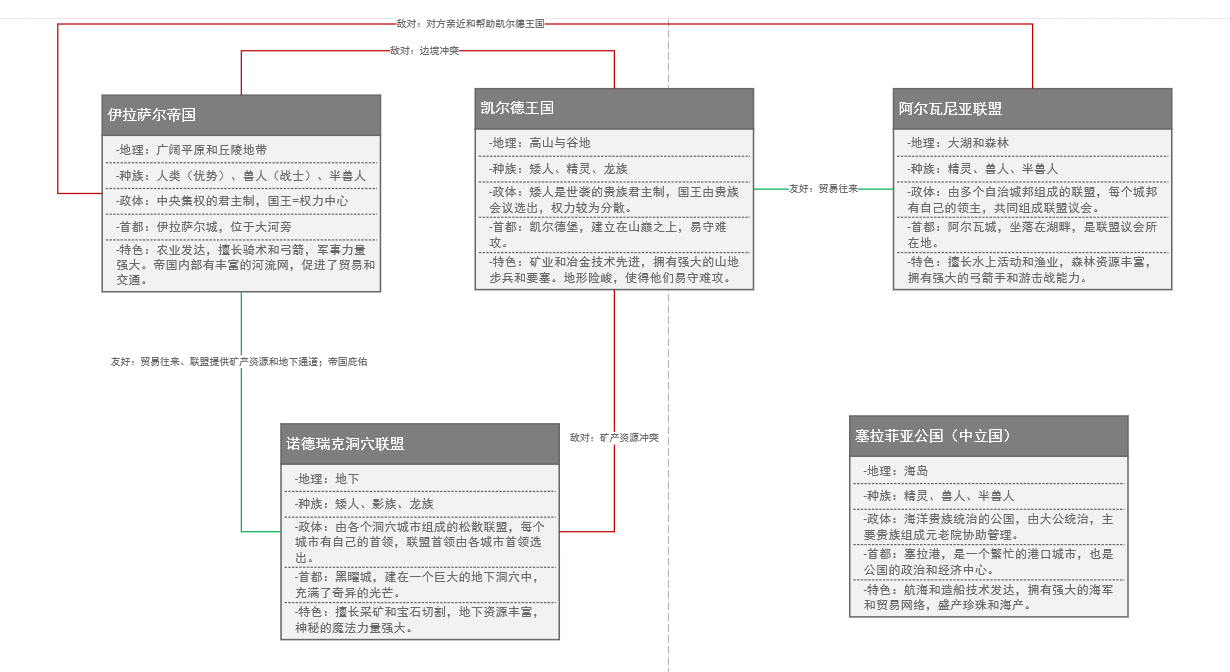 敌对：对方亲近和帮助凯尔德王国
敌对：边境冲突
伊拉萨尔帝国
-地理：广阔平原和丘陵地带
-种族：人类（优势）、兽人（战士）、半兽人
-政体：中央集权的君主制，国王=权力中心
-首都：伊拉萨尔城，位于大河旁
-特色：农业发达，擅长骑术和弓箭，军事力量
强大。帝国内部有丰富的河流网，促进了贸易和
交通。
凯尔德王国
-地理：高山与谷地
-种族：矮人、精灵、龙族
-政体：矮人是世袭的贵族君主制，国王由贵族
会议选出，权力较为分散。
-首都：凯尔德堡，建立在山巅之上，易守难
攻。
-特色：矿业和冶金技术先进，拥有强大的山地
步兵和要塞。地形险峻，使得他们易守难攻。
友好：贸易往来
阿尔瓦尼亚联盟
-地理：大湖和森林
-种族：精灵、兽人、半兽人
-政体：由多个自治城邦组成的联盟，每个城邦
有自己的领主，共同组成联盟议会。
-首都：阿尔瓦城，坐落在湖畔，是联盟议会所
在地。
-特色：擅长水上活动和渔业，森林资源丰富，
拥有强大的弓箭手和游击战能力。
友好：贸易往来、联盟提供矿产资源和地下通道；帝国庇佑
敌对：矿产资源冲突
诺德瑞克洞穴联盟
-地理：地下
-种族：矮人、影族、龙族
-政体：由各个洞穴城市组成的松散联盟，每个
城市有自己的首领，联盟首领由各城市首领选
出。
-首都：黑曜城，建在一个巨大的地下洞穴中，
充满了奇异的光芒。
-特色：擅长采矿和宝石切割，地下资源丰富，
神秘的魔法力量强大。
塞拉菲亚公国（中立国）
-地理：海岛
-种族：精灵、兽人、半兽人
-政体：海洋贵族统治的公国，由大公统治，主
要贵族组成元老院协助管理。
-首都：塞拉港，是一个繁忙的港口城市，也是
公国的政治和经济中心。
-特色：航海和造船技术发达，拥有强大的海军
和贸易网络，盛产珍珠和海产。